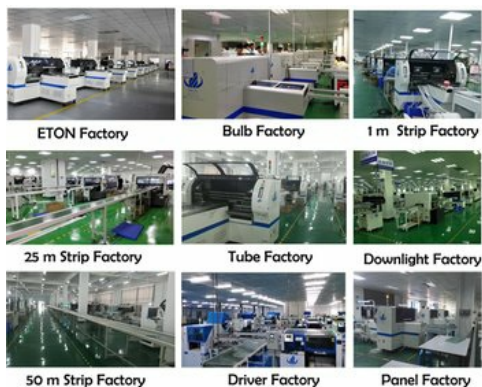 ETON Factory
Bulb Factory
1 m Strip Factory
25 m Strip Factory
Tube Factory
Downlight Factory
50 m Strip Factory
Driver Factory
Panel Factory